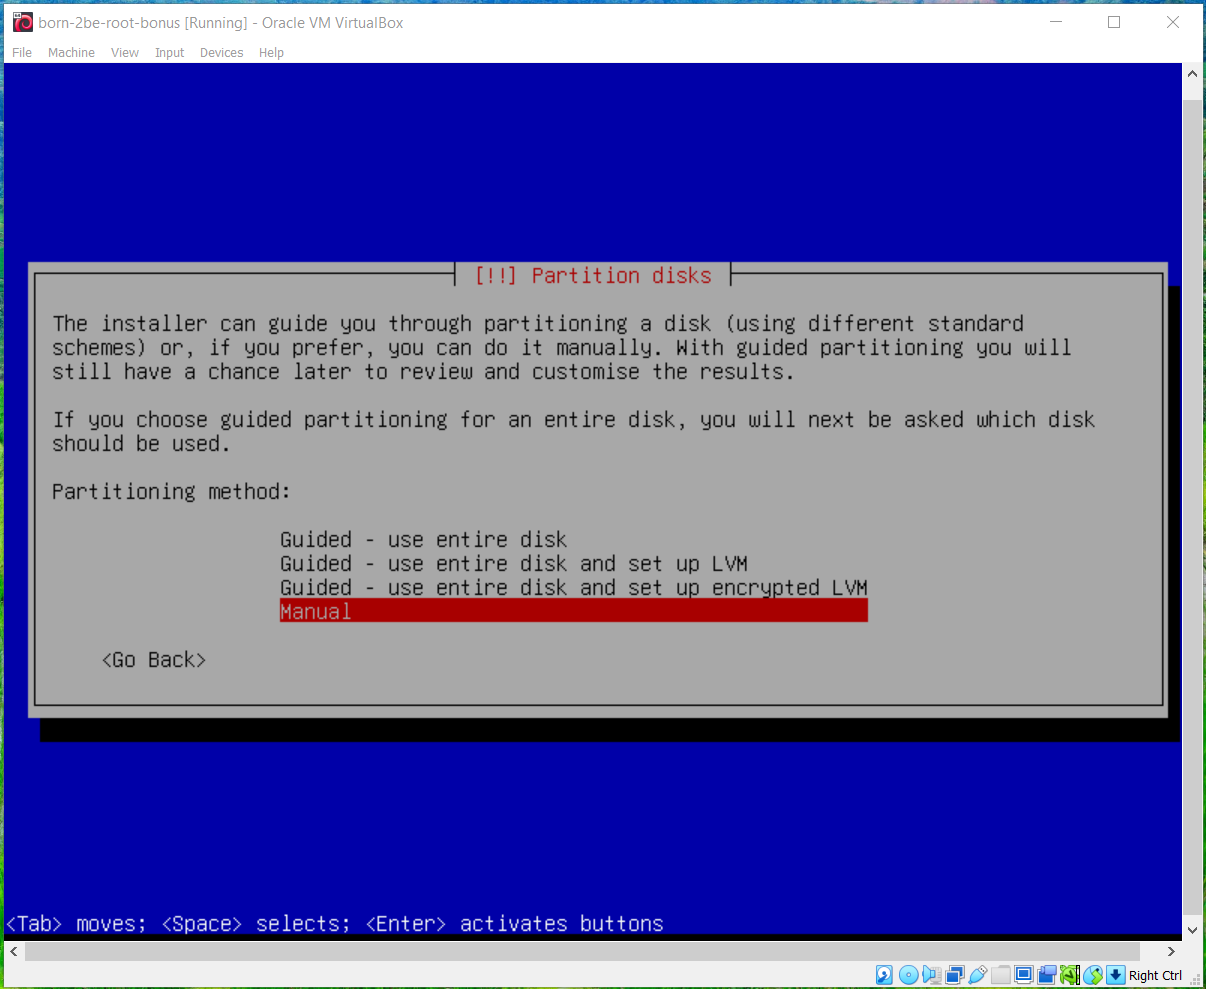 born-2be-root-bonus [Running] - Oracle VM VirtualBox
File Machine View Input Devices Help
[!!] Partition disks
The installer can guide you through partitioning a disk (using different standard
schemes) or, if you prefer, you can do it manually. With guided partitioning you will
still have a chance later to review and customise the results.
If you choose guided partitioning for an entire disk, you will next be asked which disk
should be used.
Partitioning method:
Guided - use entire disk
Guided - use entire disk and set up LVM
Guided - use entire disk and set up encrypted LVM
Manual
<Go Back>
<Tab> moves; <Space> selects; <Enter> activates buttons
Right Ctrl